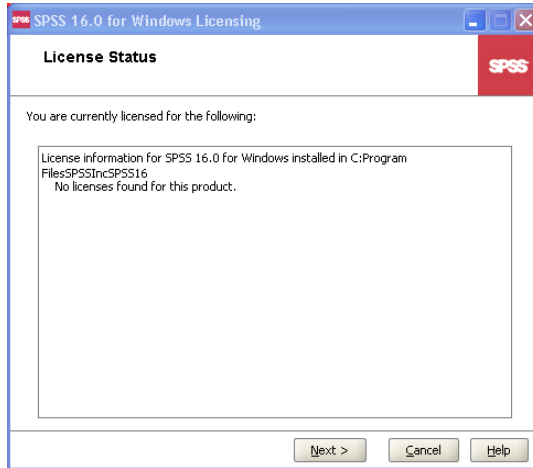 SPSS SPSS 16.0 for Windows Licensing
License Status
SPSS
You are currently licensed for the following:
License information for SPSS 16.0 for Windows installed in C:Program
FilesSPSSIncSPSS16
No licenses found for this product.
Next > Cancel Help